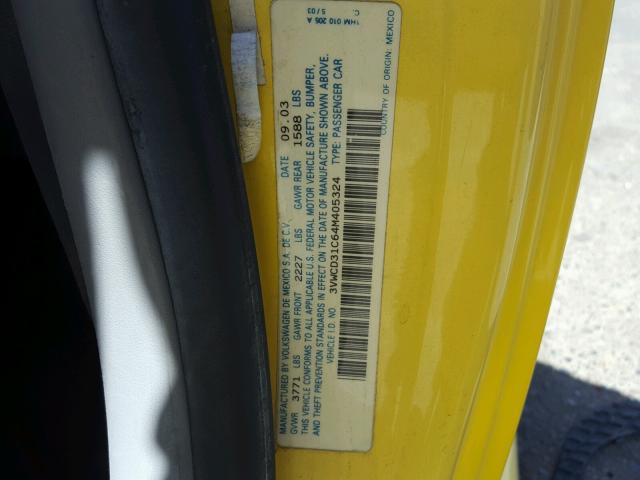 MANUFACTURED BY VOLKSWAGEN DE MEXICO S.A. DE C.V. DATE 09.03
GVWR 3771 LBS GAWR FRONT 2227 LBS GAWR REAR 1588 LBS
THIS VEHICLE CONFORMS TO ALL APPLICABLE U.S. FEDERAL MOTOR VEHICLE SAFETY, BUMPER,
AND THEFT PREVENTION STANDARDS IN EFFECT ON THE DATE OF MANUFACTURE SHOWN ABOVE.
VEHICLE I.D. NO 3VWCD31C64M405324 TYPE: PASSENGER CAR
COUNTRY OF ORIGIN: MEXICO
1HM 010 205 A
C. 5/03